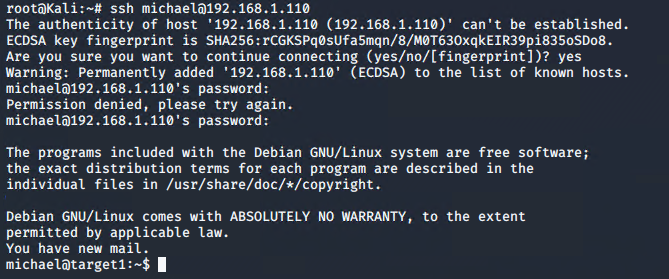 root@Kali:~# ssh michael@192.168.1.110
The authenticity of host '192.168.1.110 (192.168.1.110)' can't be established.
ECDSA key fingerprint is SHA256:rCGKSPq0sUfa5mqn/8/M0T63OxqkEIR39pi835oSDo8.
Are you sure you want to continue connecting (yes/no/[fingerprint])? yes
Warning: Permanently added '192.168.1.110' (ECDSA) to the list of known hosts.
michael@192.168.1.110's password:
Permission denied, please try again.
michael@192.168.1.110's password:
The programs included with the Debian GNU/Linux system are free software;
the exact distribution terms for each program are described in the
individual files in /usr/share/doc/*/copyright.
Debian GNU/Linux comes with ABSOLUTELY NO WARRANTY, to the extent
permitted by applicable law.
You have new mail.
michael@target1:~$